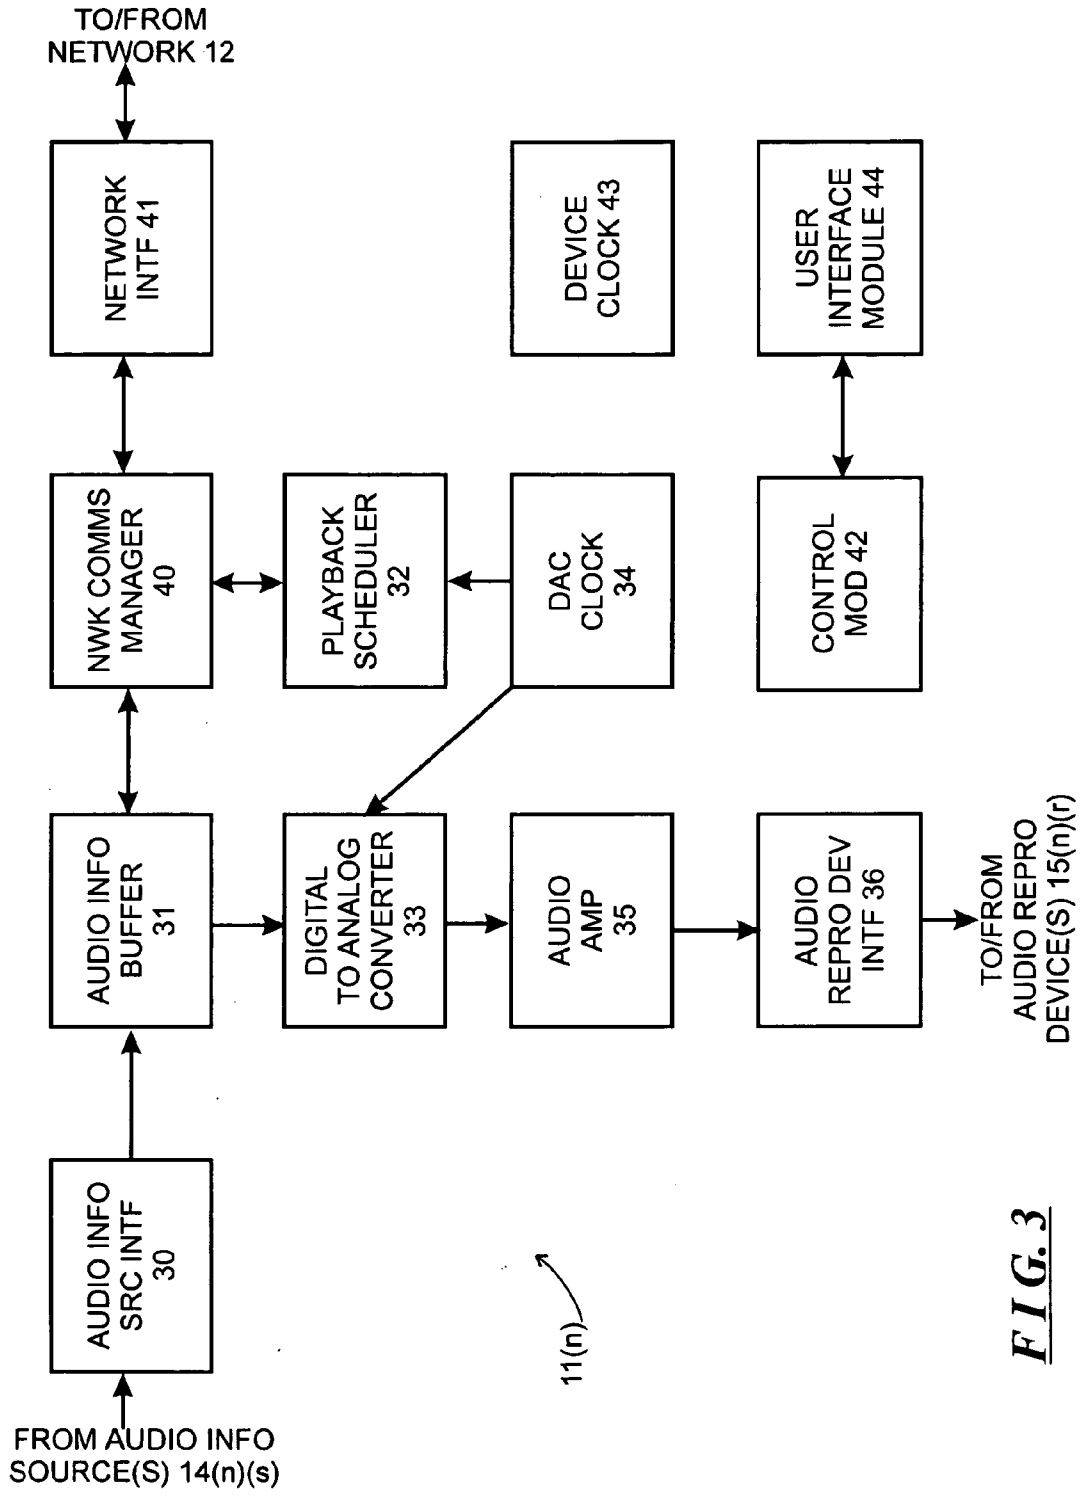 TO/FROM
NETWORK 12
NETWORK
INTF 41
DEVICE
CLOCK 43
USER
INTERFACE
MODULE 44
NWK COMMS
MANAGER
40
PLAYBACK
SCHEDULER
32
DAC
CLOCK
34
CONTROL
MOD 42
AUDIO INFO
BUFFER
31
DIGITAL
TO ANALOG
CONVERTER
33
AUDIO
AMP
35
AUDIO
REPRO DEV
INTF 36
TO/FROM
AUDIO REPRO
DEVICE(S) 15(n)(r)
AUDIO INFO
SRC INTF
30
FROM AUDIO INFO
SOURCE(S) 14(n)(s)
11(n)
FIG. 3